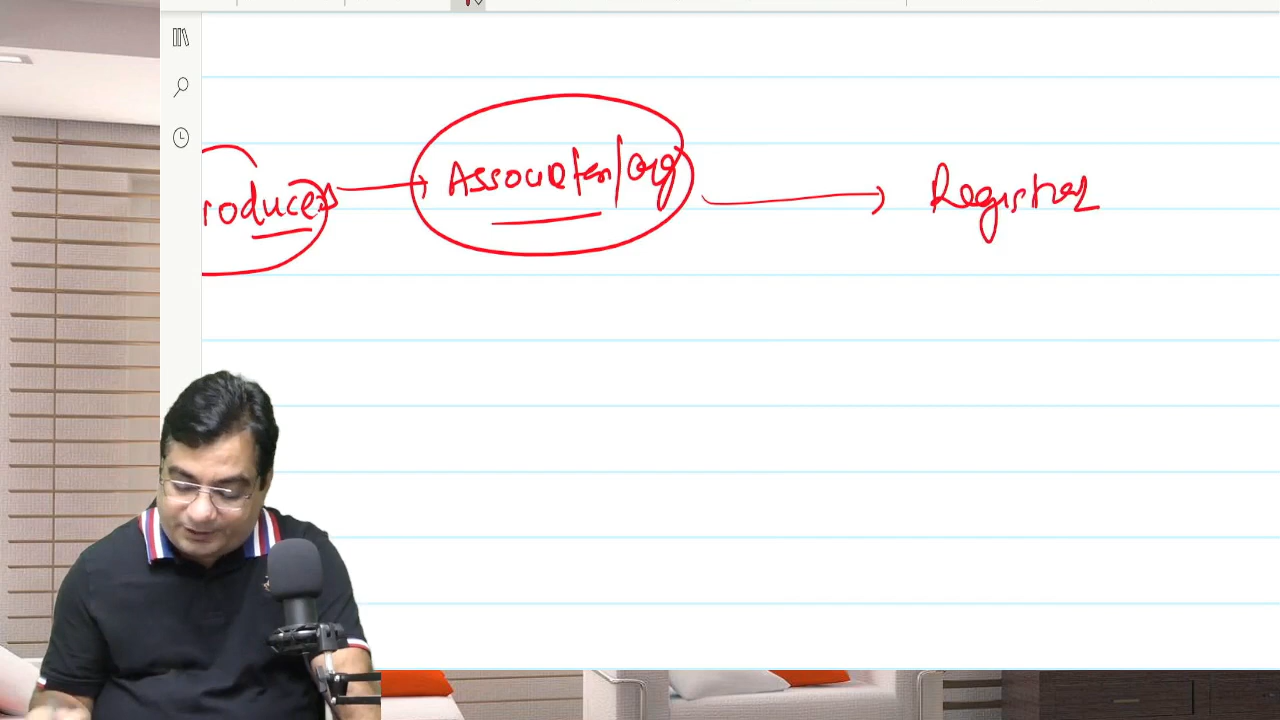 roducers → Association/org → Registrar